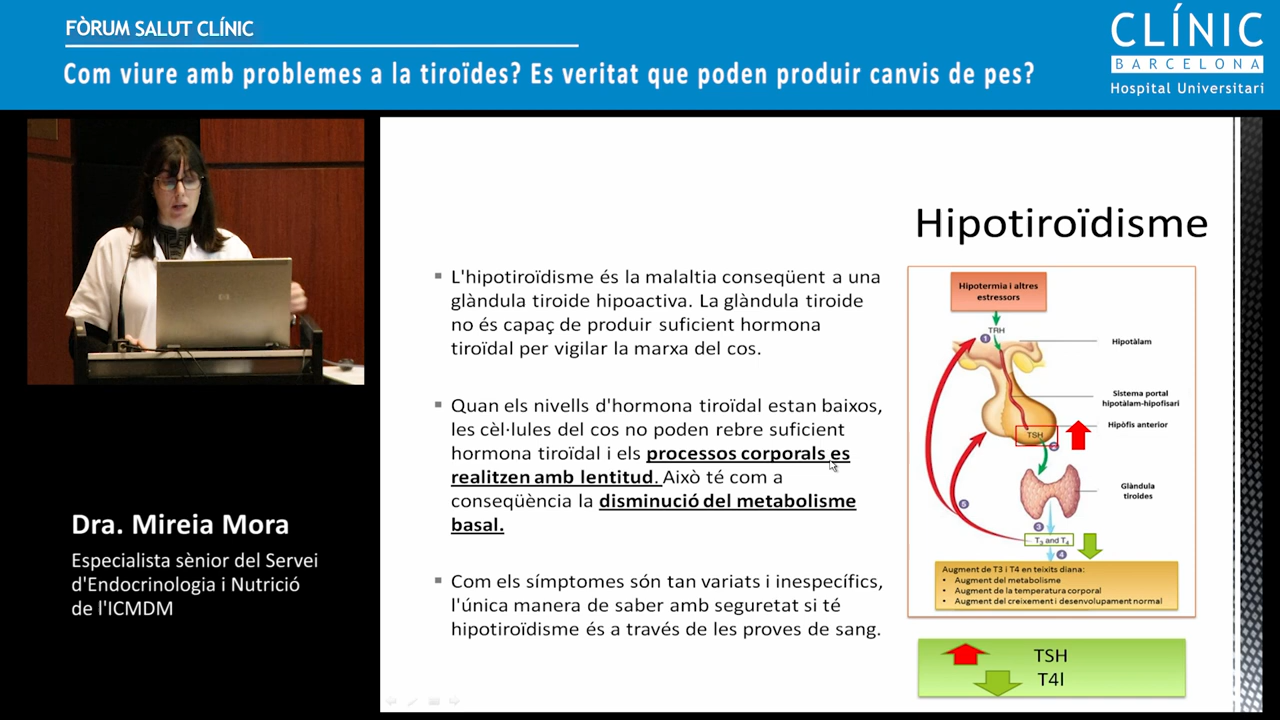 FÒRUM SALUT CLÍNIC
Com viure amb problemes a la tiroïdes? Es veritat que poden produir canvis de pes?
CLÍNIC
BARCELONA
Hospital Universitari
Hipotiroïdisme
L'hipotiroïdisme és la malaltia conseqüent a una
glàndula tiroide hipoactiva. La glàndula tiroide
no és capaç de produir suficient hormona
tiroïdal per vigilar la marxa del cos.
Quan els nivells d'hormona tiroïdal estan baixos,
les cèl·lules del cos no poden rebre suficient
hormona tiroïdal i els processos corporals es
realitzen amb lentitud. Això té com a
conseqüència la disminució del metabolisme
basal.
Com els símptomes són tan variats i inespecífics,
l'única manera de saber amb seguretat si té
hipotiroïdisme és a través de les proves de sang.
Hipotermia i altres
estressors
TRH
1
Hipotàlam
Sistema portal
hipotàlam-hipofisari
Hipòfis anterior
TSH
2
Glàndula
tiroides
5
3
T3 and T4
4
Augment de T3 i T4 en teixits diana:
• Augment del metabolisme
• Augment de la temperatura corporal
• Augment del creixement i desenvolupament normal
TSH
T4l
Dra. Mireia Mora
Especialista sènior del Servei
d'Endocrinologia i Nutrició
de l'ICMDM
hp